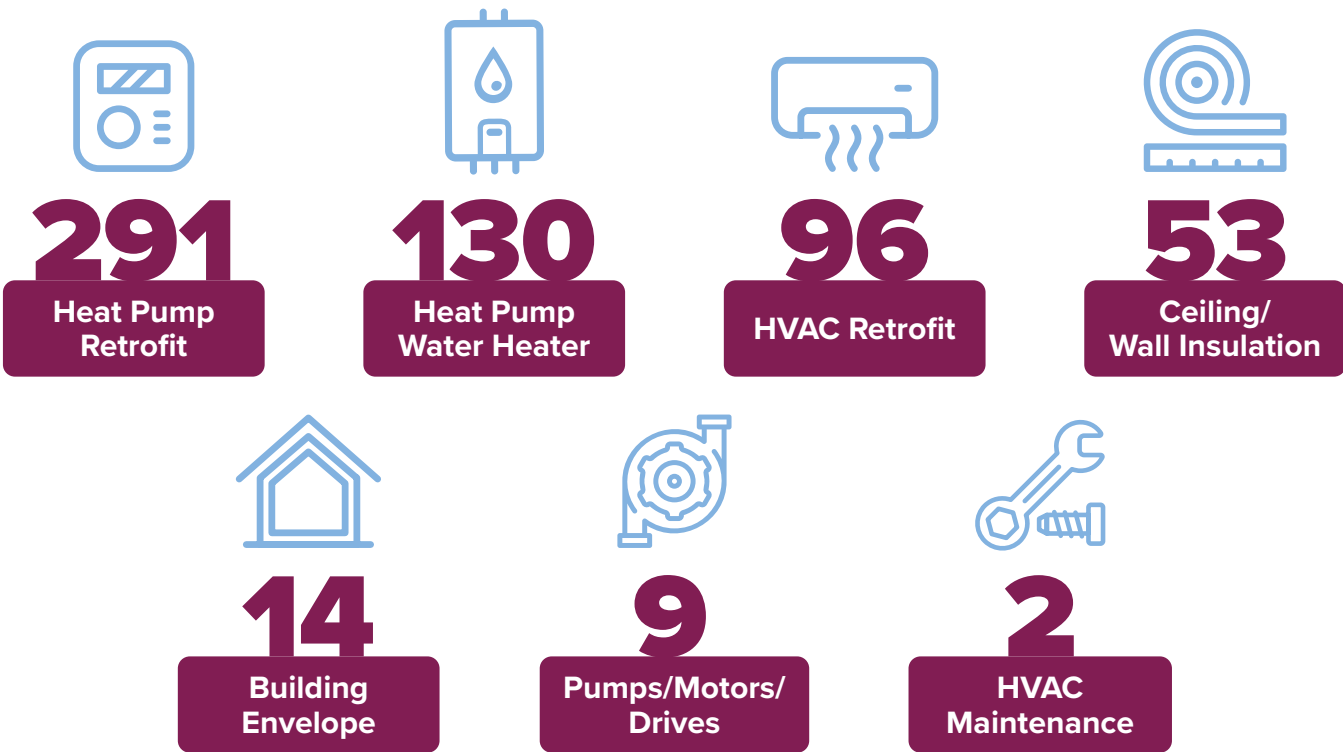 291
Heat Pump
Retrofit
130
Heat Pump
Water Heater
96
HVAC Retrofit
53
Ceiling/
Wall Insulation
14
Building
Envelope
9
Pumps/Motors/
Drives
2
HVAC
Maintenance